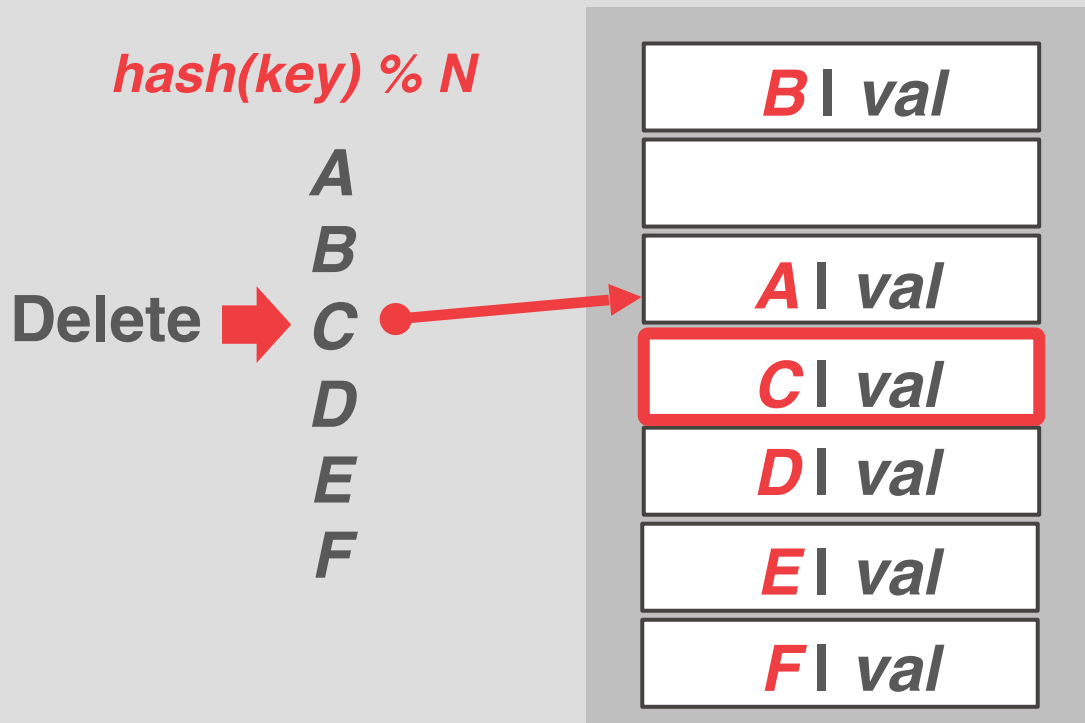 hash(key) % N
A
B
Delete C
D
E
F
B | val
A | val
C | val
D | val
E | val
F | val